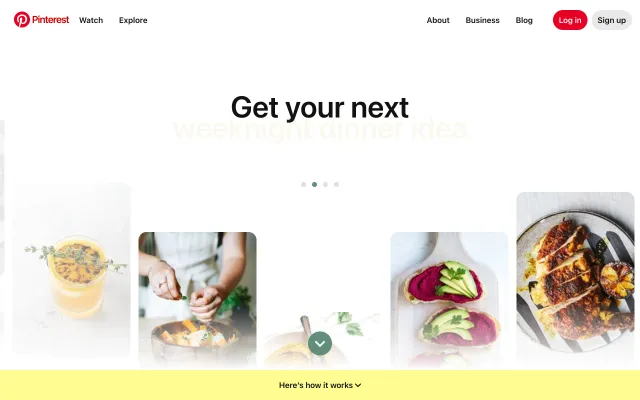 Pinterest Watch Explore About Business Blog Log in Sign up
Get your next
weeknight dinner idea
Here's how it works